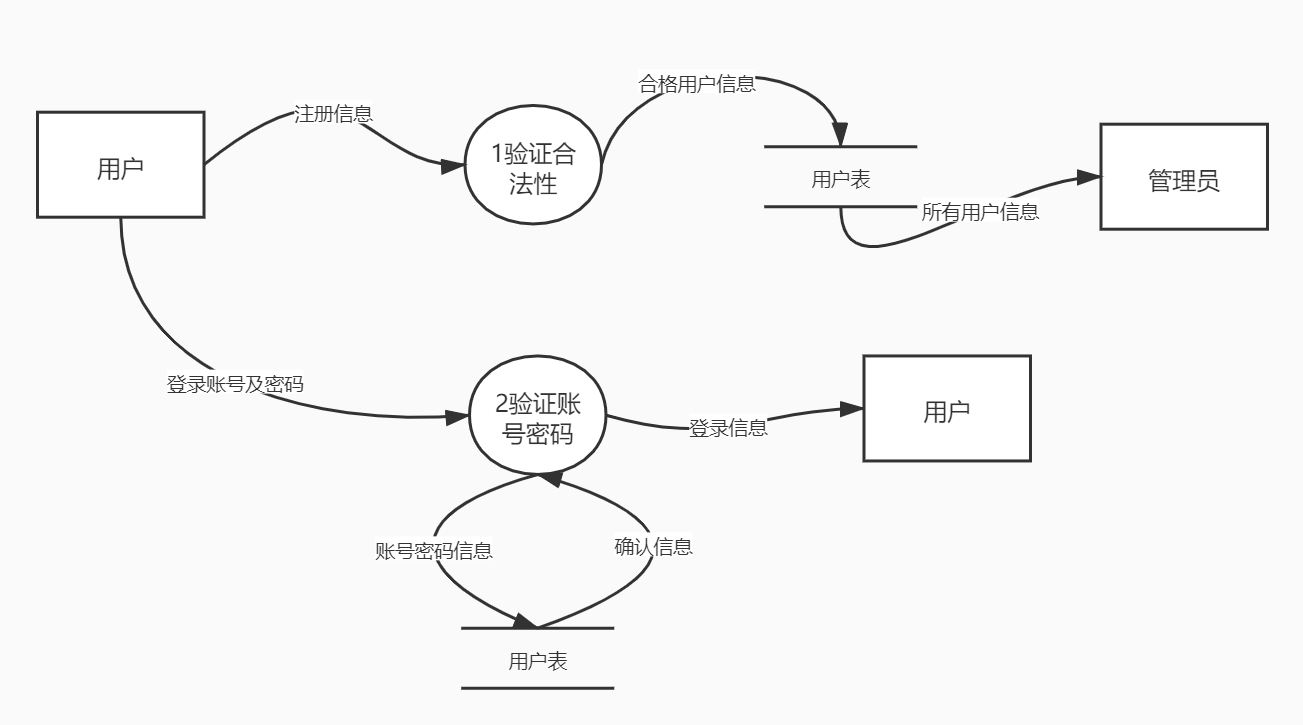 合格用户信息
注册信息
用户
1验证合
法性
用户表
管理员
所有用户信息
登录账号及密码
2验证账
号密码
登录信息
用户
账号密码信息
确认信息
用户表